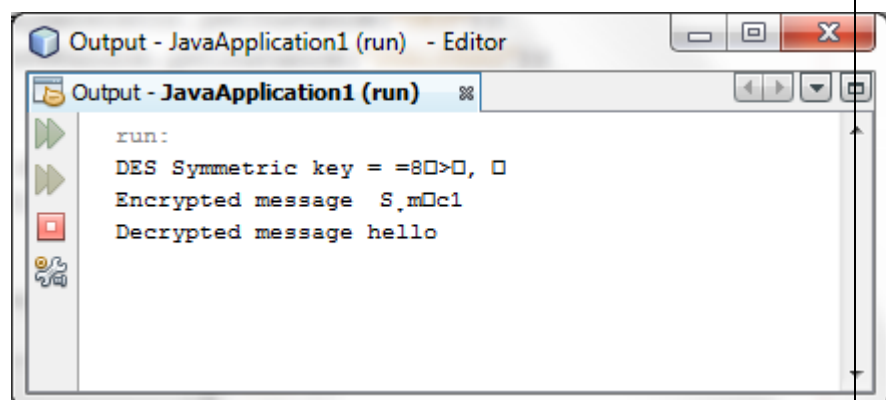 Output - JavaApplication1 (run) - Editor
Output - JavaApplication1 (run)
run:
DES Symmetric key = =8□>□, □
Encrypted message S¸m□c1
Decrypted message hello